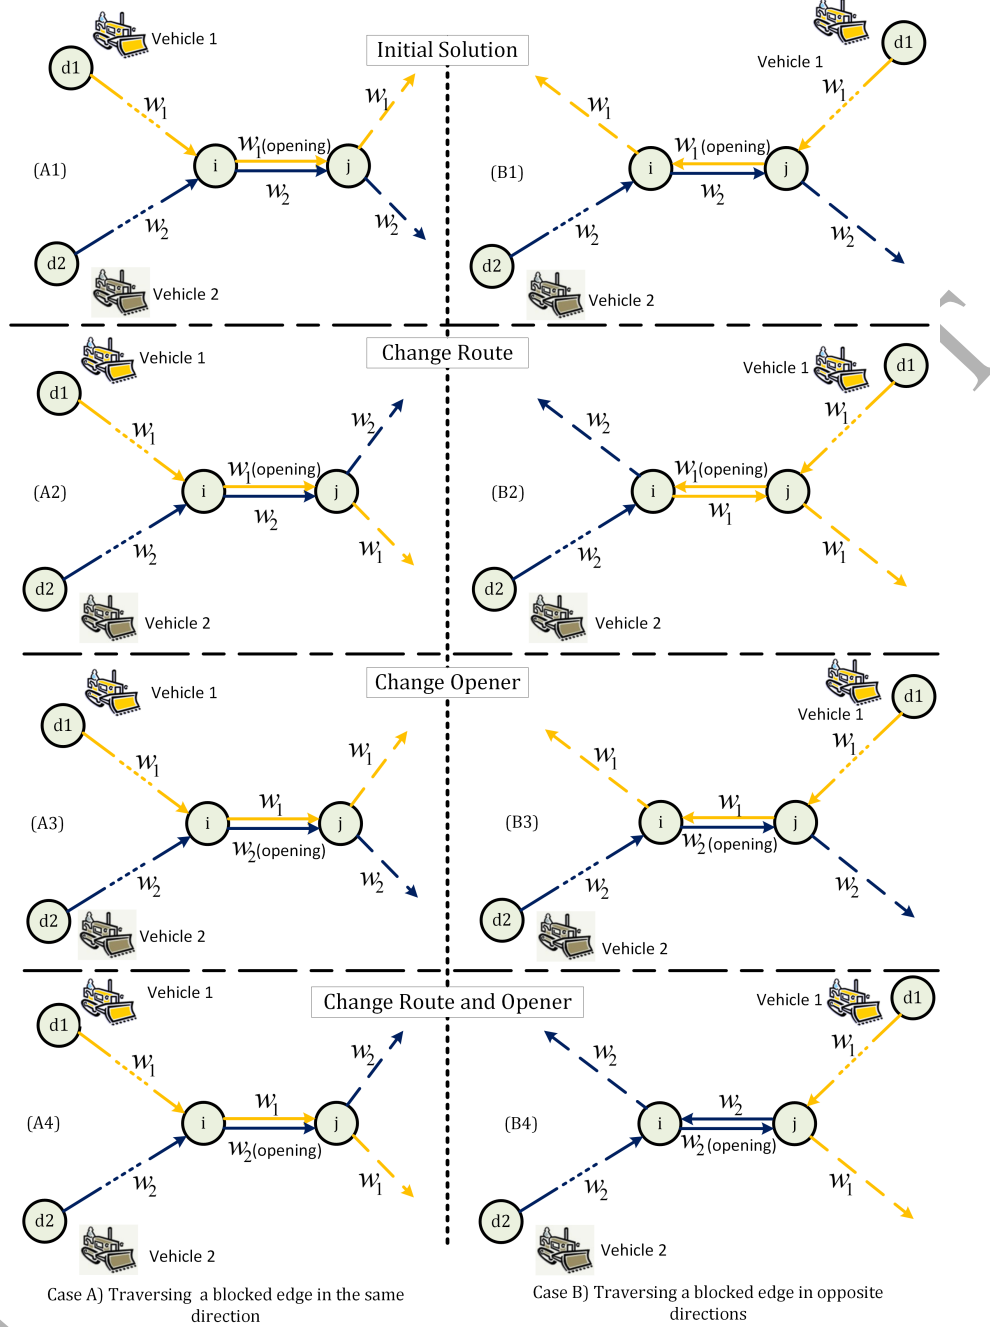 Initial Solution
Vehicle 1
d1
w1
w1
w1(opening)
(A1)
i
j
w2
w2
w2
d2
Vehicle 2
Vehicle 1
d1
w1
w1
w1(opening)
(B1)
i
j
w2
w2
w2
d2
Vehicle 2
Change Route
Vehicle 1
d1
w1
w2
w1(opening)
(A2)
i
j
w2
w2
w1
d2
Vehicle 2
Vehicle 1
d1
w2
w1
w1(opening)
(B2)
i
j
w1
w2
w1
d2
Vehicle 2
Change Opener
Vehicle 1
d1
w1
w1
w1
(A3)
i
j
w2(opening)
w2
w2
d2
Vehicle 2
Vehicle 1
d1
w1
w1
w1
(B3)
i
j
w2(opening)
w2
w2
d2
Vehicle 2
Change Route and Opener
Vehicle 1
d1
w1
w2
w1
(A4)
i
j
w2(opening)
w2
w1
d2
Vehicle 2
Vehicle 1
d1
w2
w1
w2
(B4)
i
j
w2(opening)
w2
w1
d2
Vehicle 2
Case A) Traversing a blocked edge in the same
direction
Case B) Traversing a blocked edge in opposite
directions